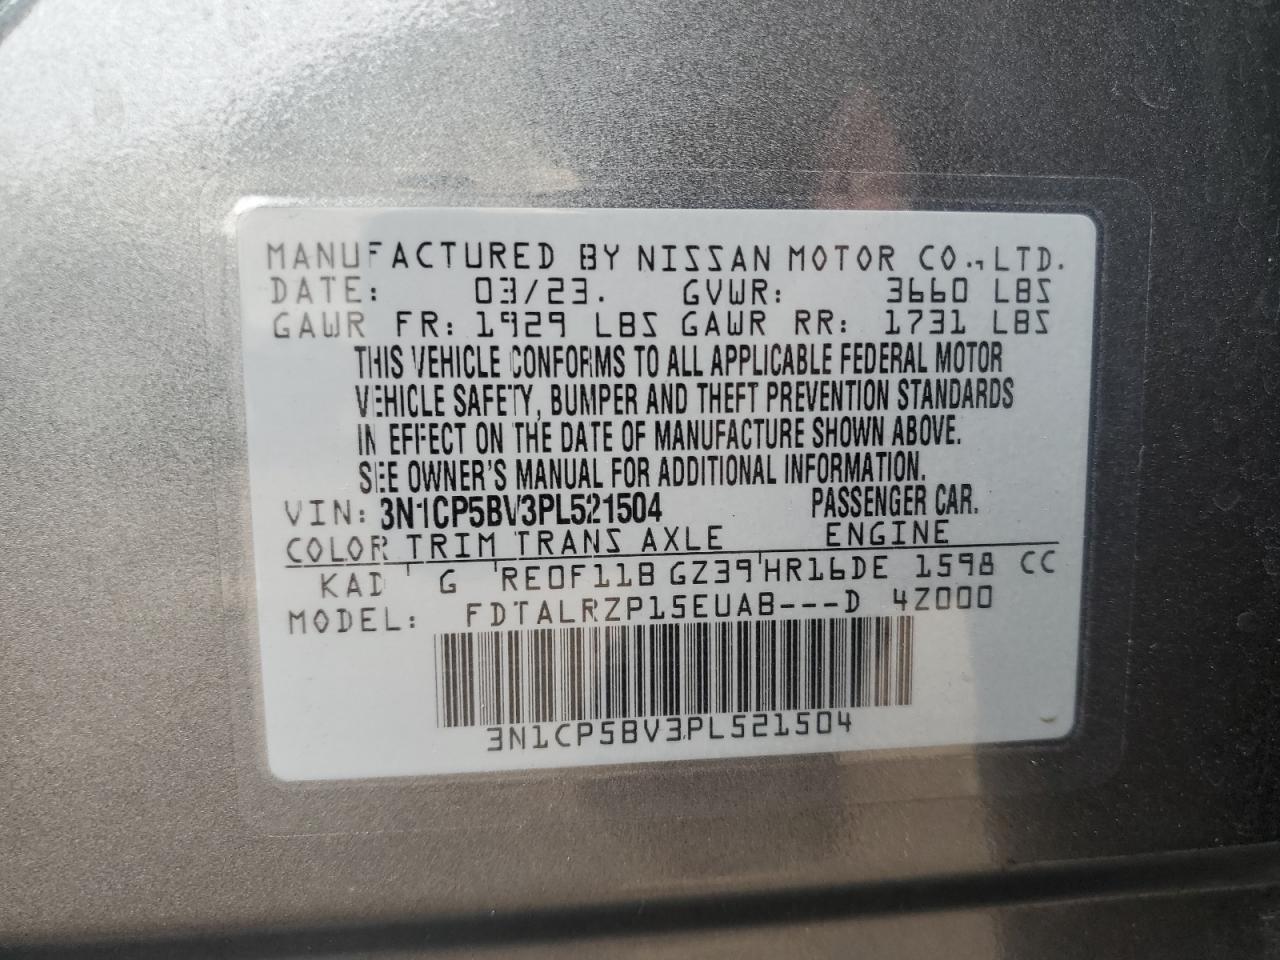 MANUFACTURED BY NISSAN MOTOR CO., LTD.
DATE: 03/23. GVWR: 3660 LBS
GAWR FR: 1929 LBS GAWR RR: 1731 LBS
THIS VEHICLE CONFORMS TO ALL APPLICABLE FEDERAL MOTOR
VEHICLE SAFETY, BUMPER AND THEFT PREVENTION STANDARDS
IN EFFECT ON THE DATE OF MANUFACTURE SHOWN ABOVE.
SEE OWNER'S MANUAL FOR ADDITIONAL INFORMATION.
VIN: 3N1CP5BV3PL521504 PASSENGER CAR.
COLOR TRIM TRANS AXLE ENGINE
KAD G RE0F11B GZ39 HR16DE 1598 CC
MODEL: FDTALRZP15EUAB---D 4Z000
3N1CP5BV3PL521504